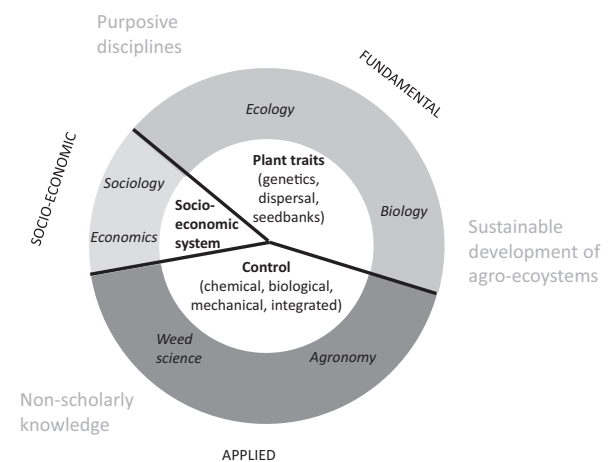 Purposive
disciplines
FUNDAMENTAL
Ecology
SOCIO-ECONOMIC
Plant traits
(genetics,
dispersal,
seedbanks)
Sociology
Socio-
economic
system
Biology
Economics
Sustainable
development of
agro-ecoystems
Control
(chemical, biological,
mechanical, integrated)
Weed
science
Agronomy
Non-scholarly
knowledge
APPLIED